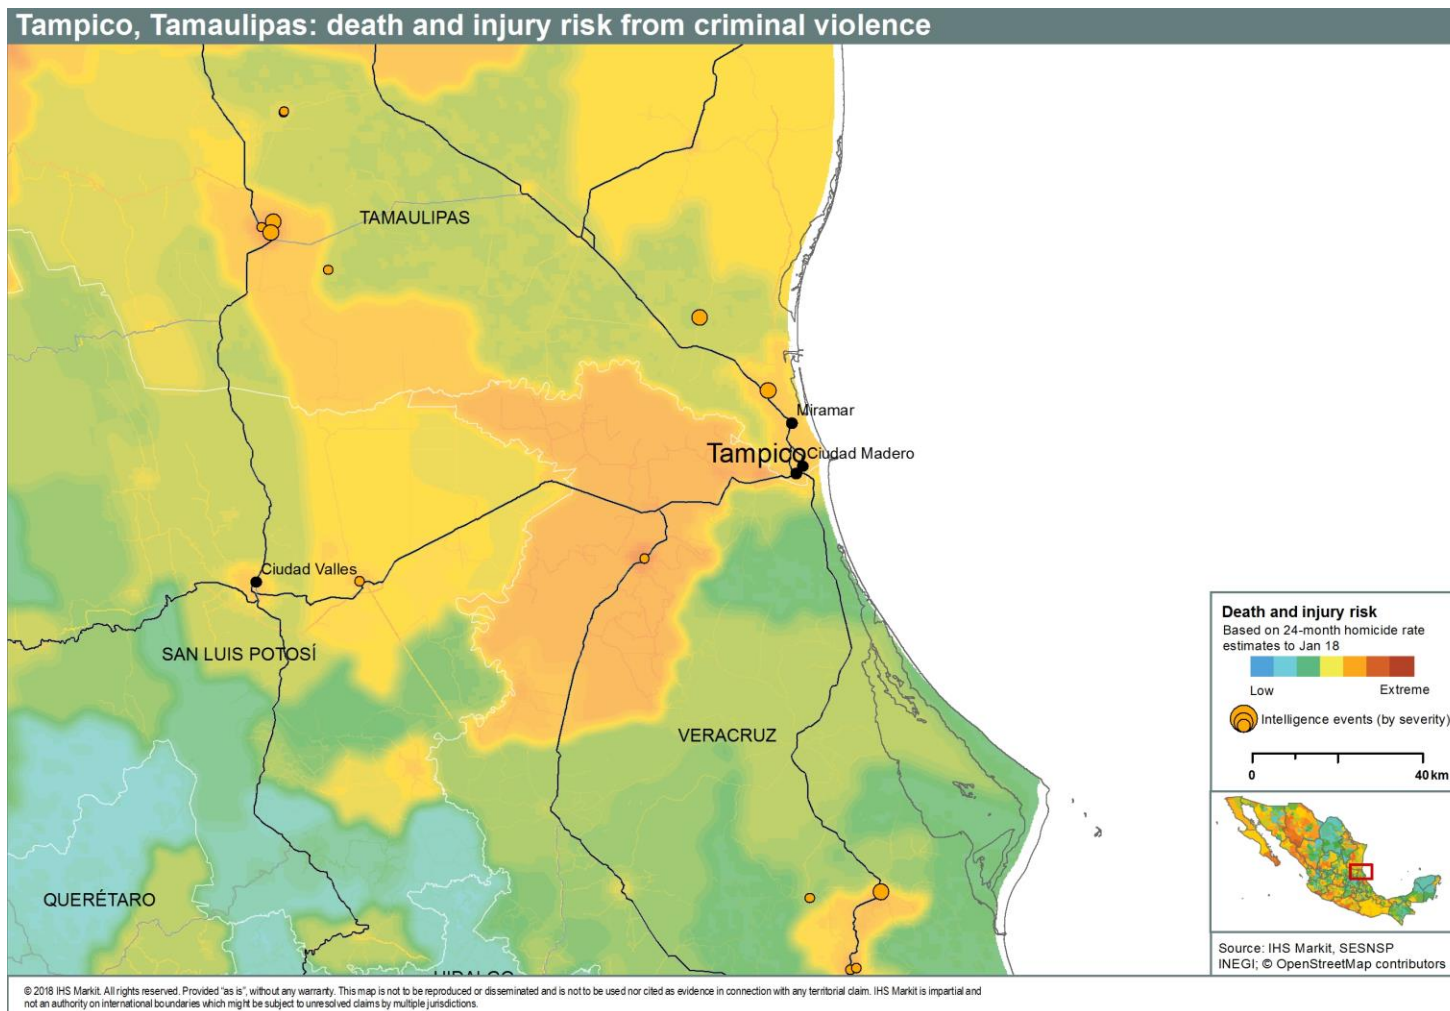 Tampico, Tamaulipas: death and injury risk from criminal violence
TAMAULIPAS
Miramar
Tampico
Ciudad Madero
Ciudad Valles
SAN LUIS POTOSÍ
VERACRUZ
QUERÉTARO
HIDALGO
Death and injury risk
Based on 24-month homicide rate
estimates to Jan 18
Low Extreme
Intelligence events (by severity)
0 40 km
Source: IHS Markit, SESNSP
INEGI; © OpenStreetMap contributors
© 2018 IHS Markit. All rights reserved. Provided "as is", without any warranty. This map is not to be reproduced or disseminated and is not to be used nor cited as evidence in connection with any territorial claim. IHS Markit is impartial and
not an authority on international boundaries which might be subject to unresolved claims by multiple jurisdictions.